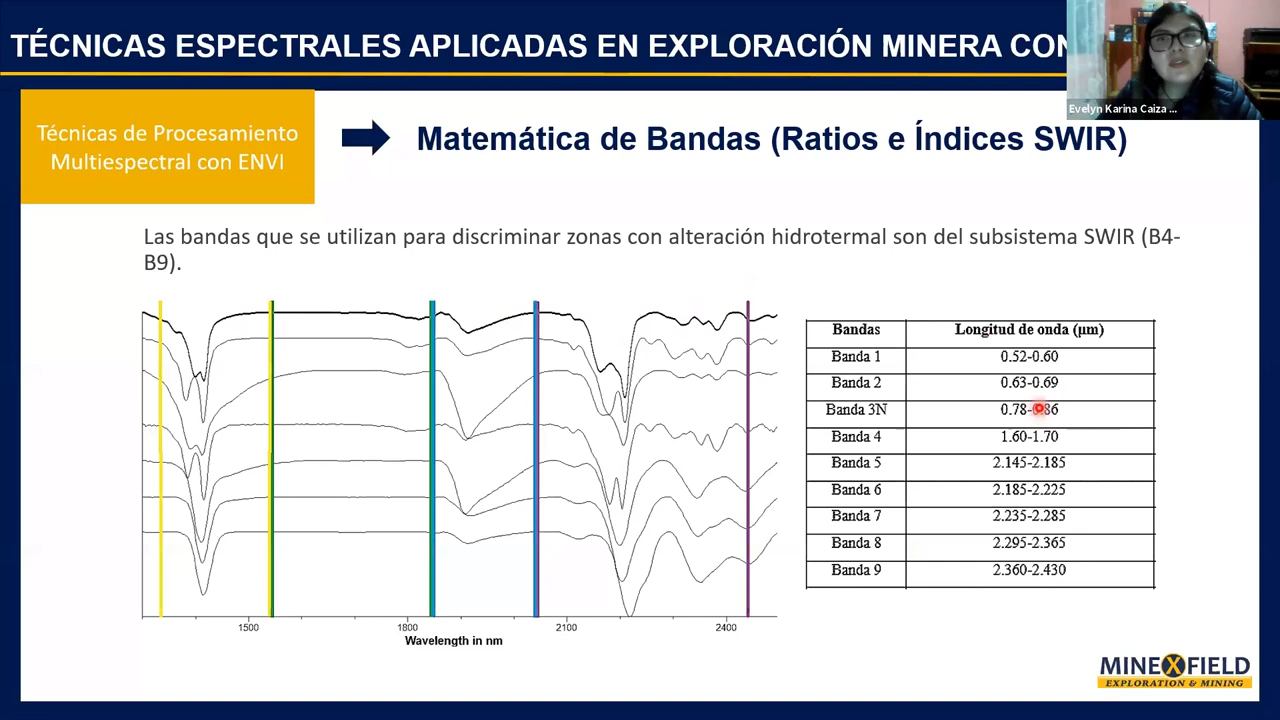 TÉCNICAS ESPECTRALES APLICADAS EN EXPLORACIÓN MINERA CON
Evelyn Karina Caiza ...
Técnicas de Procesamiento
Multiespectral con ENVI
Matemática de Bandas (Ratios e Índices SWIR)
Las bandas que se utilizan para discriminar zonas con alteración hidrotermal son del subsistema SWIR (B4-
B9).
Bandas Longitud de onda (µm)
Banda 1 0.52-0.60
Banda 2 0.63-0.69
Banda 3N 0.78-0.86
Banda 4 1.60-1.70
Banda 5 2.145-2.185
Banda 6 2.185-2.225
Banda 7 2.235-2.285
Banda 8 2.295-2.365
Banda 9 2.360-2.430
1500 1800 2100 2400
Wavelength in nm
MINEXFIELD
EXPLORATION & MINING